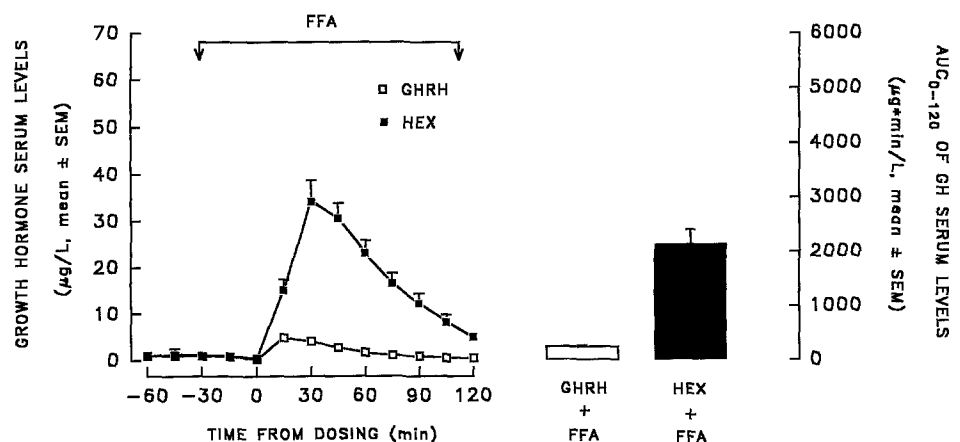 FFA
70
60
50
40
30
20
10
0
GROWTH HORMONE SERUM LEVELS
(μg/L, mean ± SEM)
GHRH
HEX
-60 -30 0 30 60 90 120
TIME FROM DOSING (min)
GHRH
+
FFA
HEX
+
FFA
6000
5000
4000
3000
2000
1000
0
AUC0-120 OF GH SERUM LEVELS
(μg*min/L, mean ± SEM)